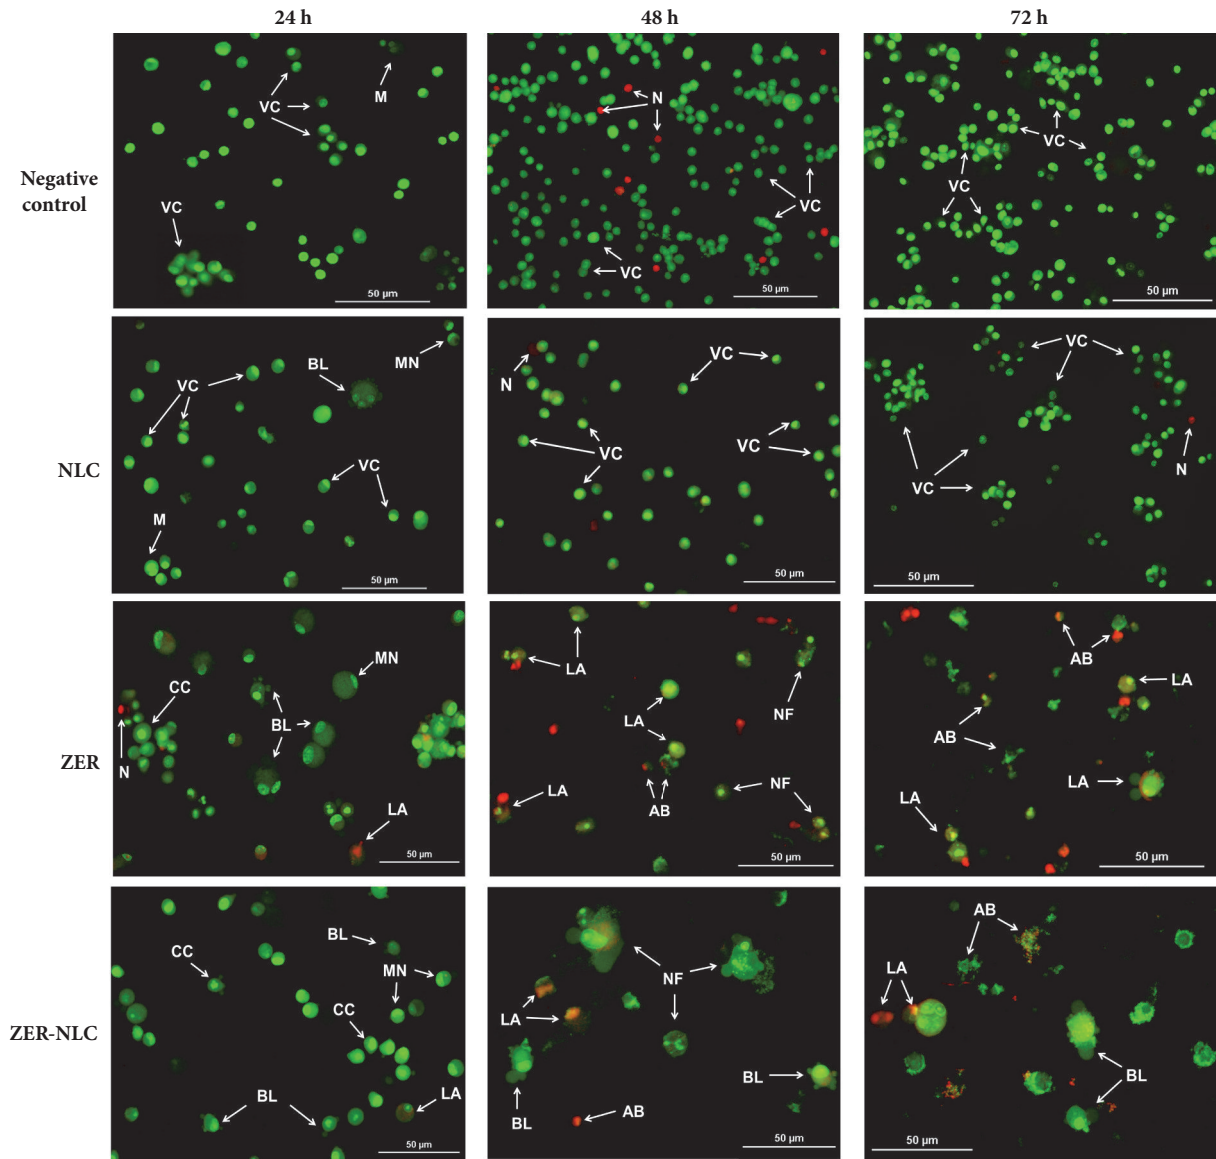 24 h
48 h
72 h
Negative
control
VC
M
VC
50 µm
N
VC
VC
50 µm
VC
VC
50 µm
NLC
VC
BL
MN
VC
M
50 µm
N
VC
VC
VC
50 µm
VC
VC
N
50 µm
ZER
CC
MN
BL
N
LA
50 µm
LA
NF
LA
LA
AB
NF
50 µm
AB
LA
AB
LA
LA
50 µm
ZER-NLC
BL
CC
MN
CC
BL
LA
50 µm
NF
LA
BL
BL
AB
50 µm
AB
LA
BL
50 µm